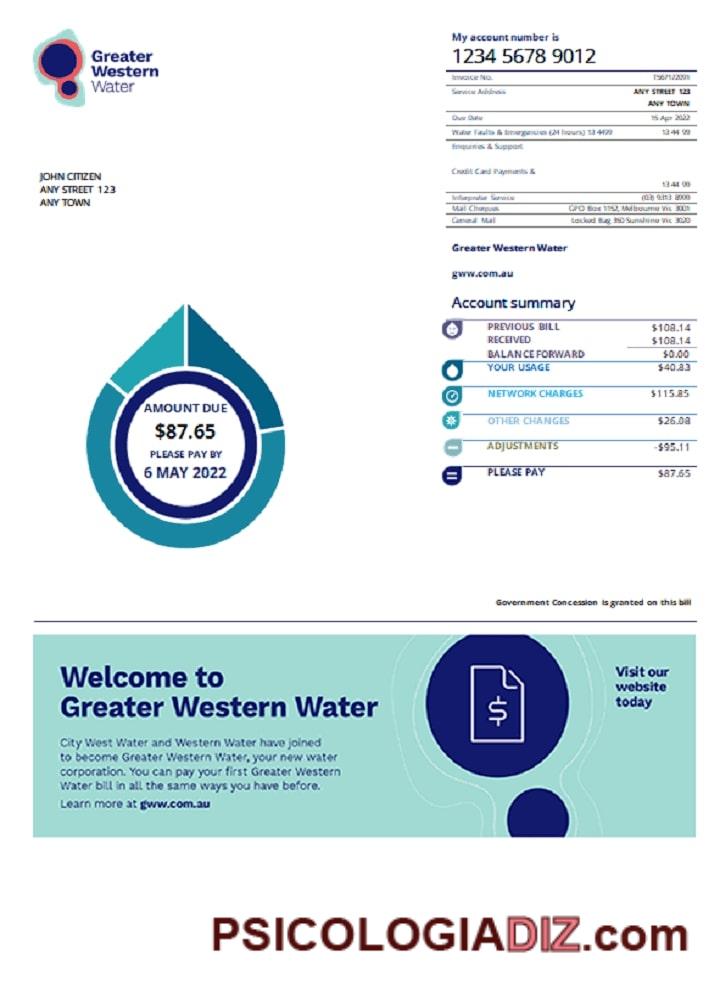 Greater
Western
Water
My account number is
1234 5678 9012
Invoice No. 1567122091
Service Address ANY STREET 123
ANY TOWN
Due Date 15 Apr 2022
Water Faults & Emergencies (24 hours) 13 4499 13 44 99
Enquiries & Support
Credit Card Payments &
13 44 99
Interpreter Service (03) 9313 8999
Mail Cheques GPO Box 1152, Melbourne Vic 3001
General Mail Locked Bag 350 Sunshine Vic 3020
JOHN CITIZEN
ANY STREET 123
ANY TOWN
Greater Western Water
gww.com.au
Account summary
PREVIOUS BILL $108.14
RECEIVED $108.14
BALANCE FORWARD $0.00
YOUR USAGE $40.83
NETWORK CHARGES $115.85
OTHER CHANGES $26.08
ADJUSTMENTS -$95.11
PLEASE PAY $87.65
AMOUNT DUE
$87.65
PLEASE PAY BY
6 MAY 2022
Government Concession is granted on this bill
Welcome to
Greater Western Water
City West Water and Western Water have joined
to become Greater Western Water, your new water
corporation. You can pay your first Greater Western
Water bill in all the same ways you have before.
Learn more at gww.com.au
$
Visit our
website
today
PSICOLOGIADIZ.com